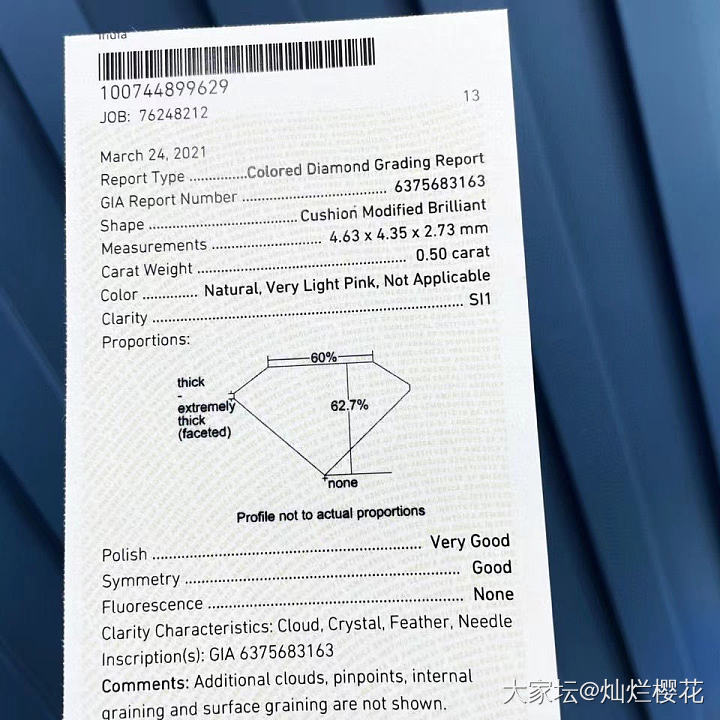 India
100744899629
JOB: 76248212
13
March 24, 2021
Report Type ..............Colored Diamond Grading Report
GIA Report Number .............................. 6375683163
Shape ................................ Cushion Modified Brilliant
Measurements ....................... 4.63 x 4.35 x 2.73 mm
Carat Weight ............................................ 0.50 carat
Color ............ Natural, Very Light Pink, Not Applicable
Clarity ................................................................ SI1
Proportions:
60%
thick
-
extremely
thick
(faceted)
62.7%
none
Profile not to actual proportions
Polish ...................................................... Very Good
Symmetry ....................................................... Good
Fluorescence .................................................... None
Clarity Characteristics: Cloud, Crystal, Feather, Needle
Inscription(s): GIA 6375683163
Comments: Additional clouds, pinpoints, internal
graining and surface graining are not shown.
大家坛@灿烂樱花